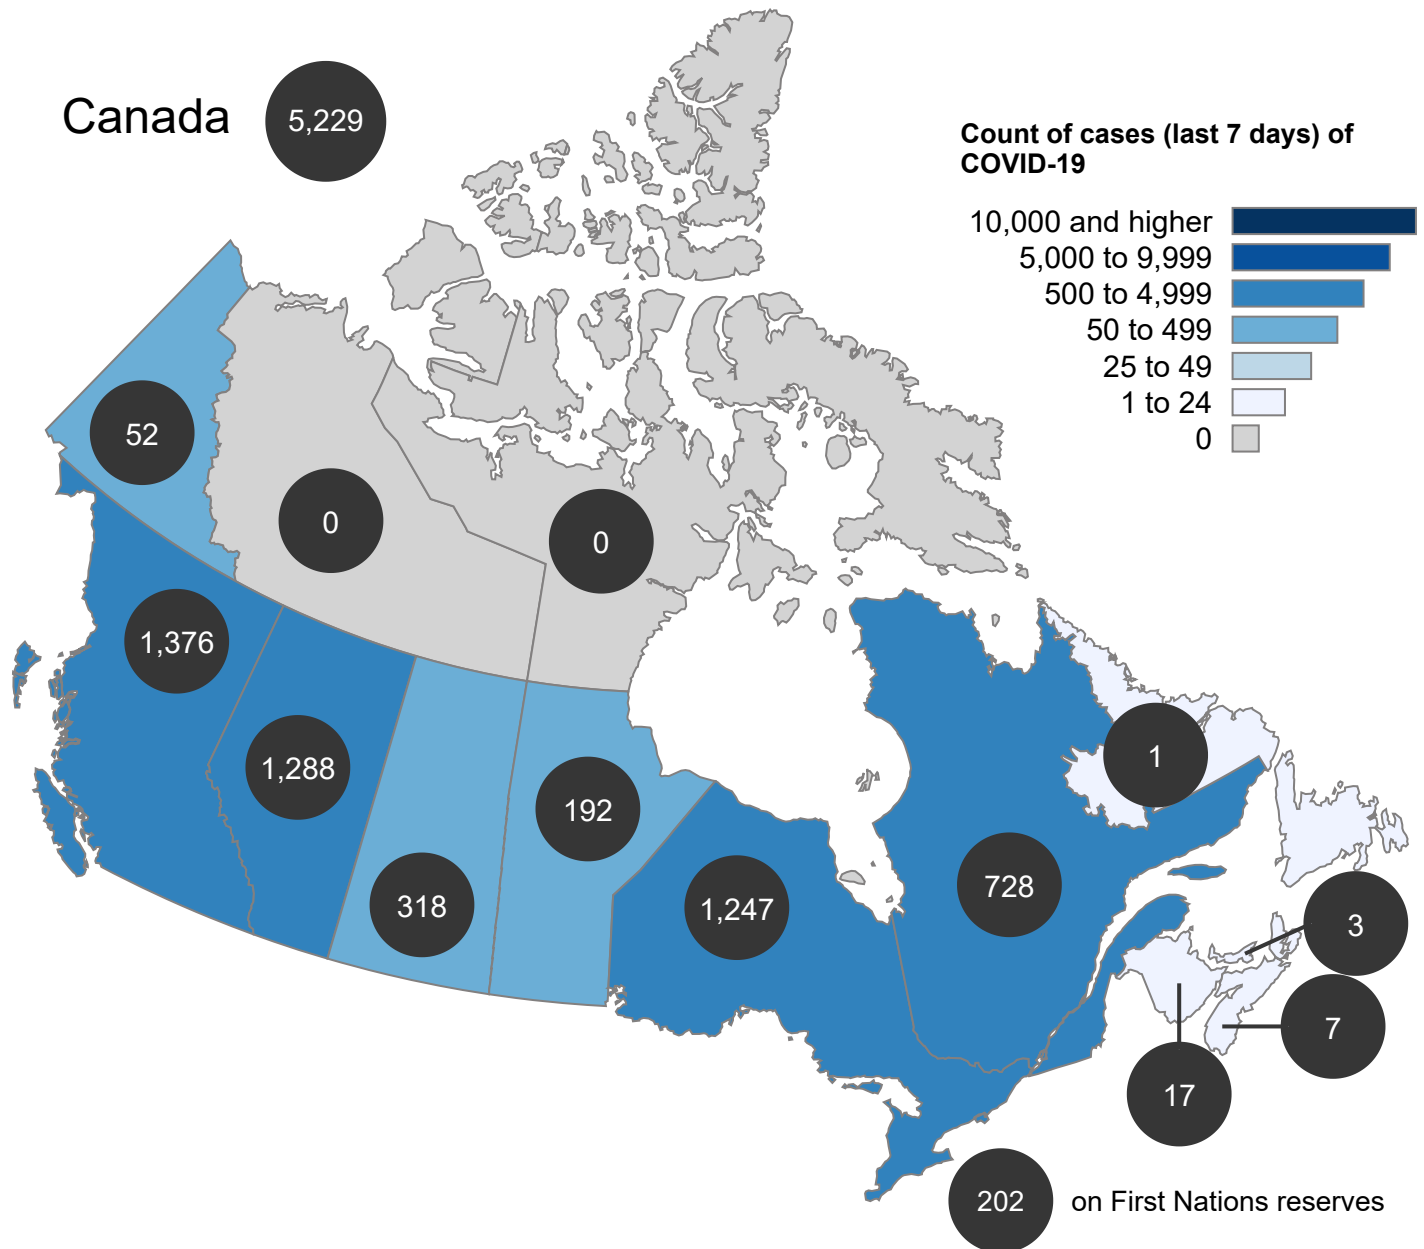 Canada
5,229
Count of cases (last 7 days) of
COVID-19
10,000 and higher
5,000 to 9,999
500 to 4,999
50 to 499
25 to 49
1 to 24
0
52
0
0
1,376
1,288
318
192
1,247
728
1
3
7
17
202 on First Nations reserves